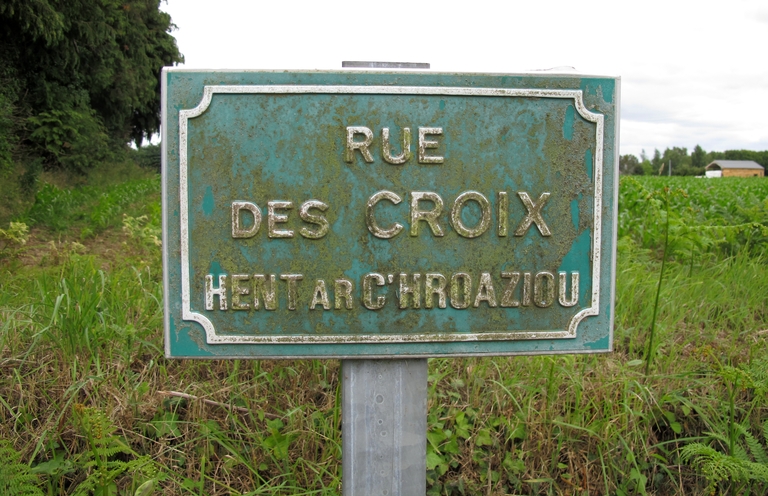 RUE
DES CROIX
HENT AR C'HROAZIOU